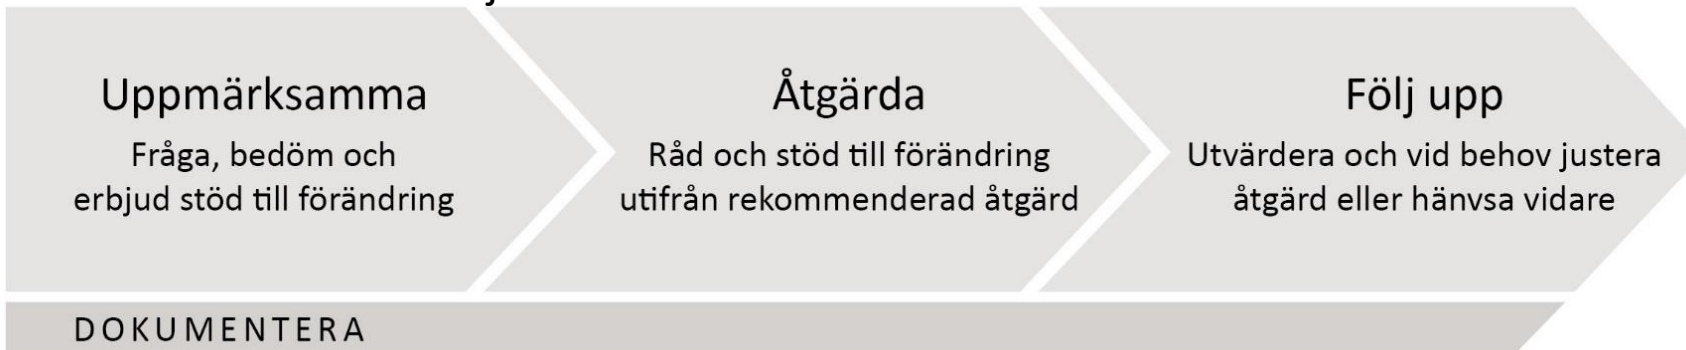 Uppmärksamma
Fråga, bedöm och
erbjud stöd till förändring
Åtgärda
Råd och stöd till förändring
utifrån rekommenderad åtgärd
Följ upp
Utvärdera och vid behov justera
åtgärd eller hänvsa vidare
DOKUMENTERA